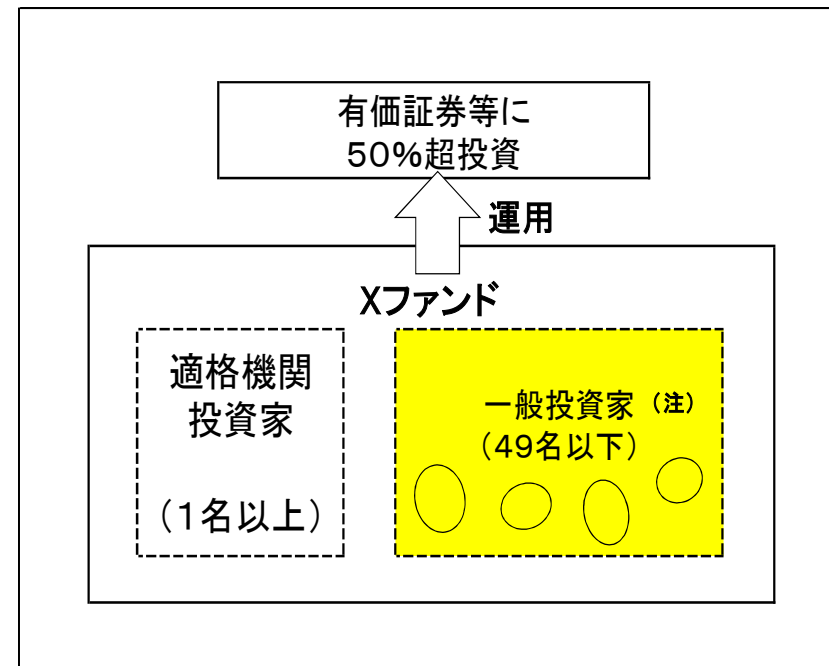 有価証券等に
50%超投資
運用
Xファンド
適格機関
投資家
(1名以上)
一般投資家(注)
(49名以下)